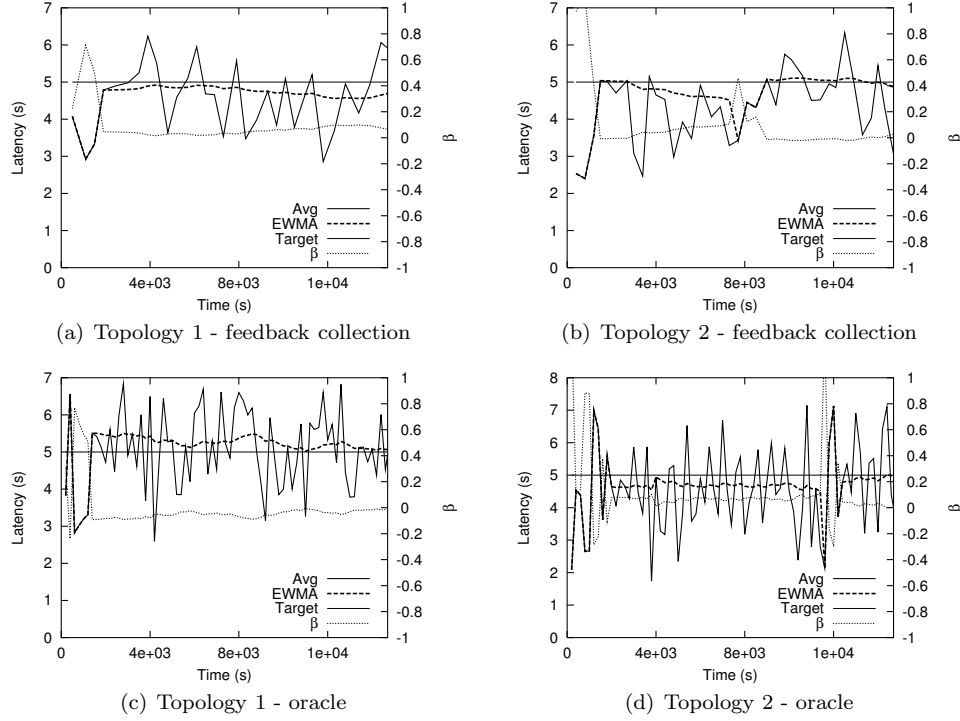 7
6
5
4
3
2
1
0
Latency (s)
1
0.8
0.6
0.4
0.2
0
-0.2
-0.4
-0.6
-0.8
-1
β
Avg
EWMA
Target
β
0 4e+03 8e+03 1e+04
Time (s)
(a) Topology 1 - feedback collection
7
6
5
4
3
2
1
0
Latency (s)
1
0.8
0.6
0.4
0.2
0
-0.2
-0.4
-0.6
-0.8
-1
β
Avg
EWMA
Target
β
0 4e+03 8e+03 1e+04
Time (s)
(b) Topology 2 - feedback collection
7
6
5
4
3
2
1
0
Latency (s)
1
0.8
0.6
0.4
0.2
0
-0.2
-0.4
-0.6
-0.8
-1
β
Avg
EWMA
Target
β
0 4e+03 8e+03 1e+04
Time (s)
(c) Topology 1 - oracle
8
7
6
5
4
3
2
1
0
Latency (s)
1
0.8
0.6
0.4
0.2
0
-0.2
-0.4
-0.6
-0.8
-1
β
Avg
EWMA
Target
β
0 4e+03 8e+03 1e+04
Time (s)
(d) Topology 2 - oracle